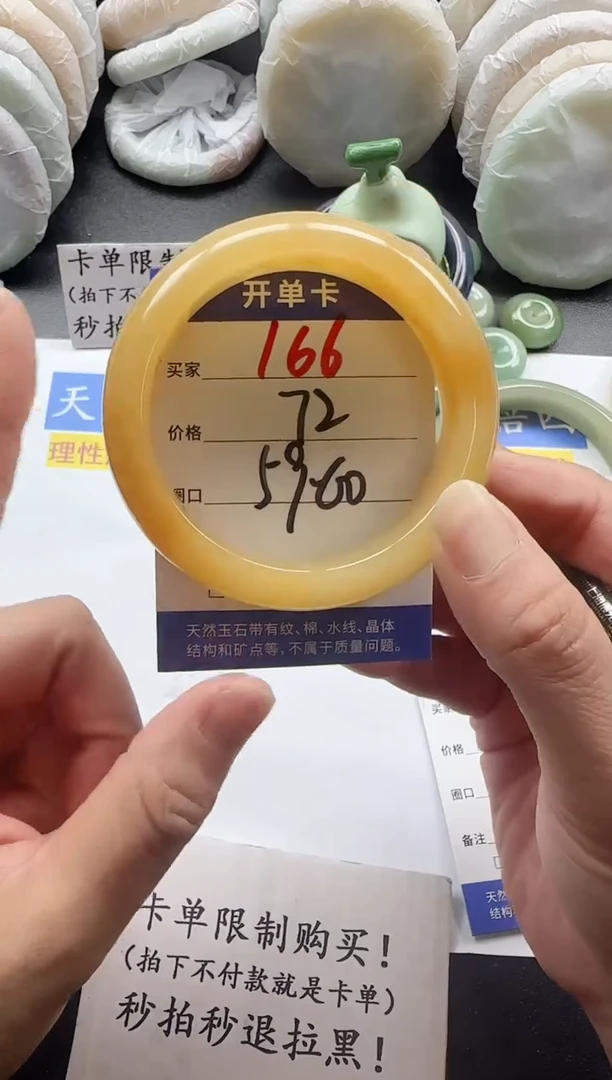 卡单限制
(拍下不
秒拍
开单卡
买家 166
价格 72
圈口 59-60
天然玉石带有纹、棉、水线、晶体
结构和矿点等，不属于质量问题。
天
理性
买家
价格
圈口
备注
天然
结构
卡单限制购买！
(拍下不付款就是卡单)
秒拍秒退拉黑！